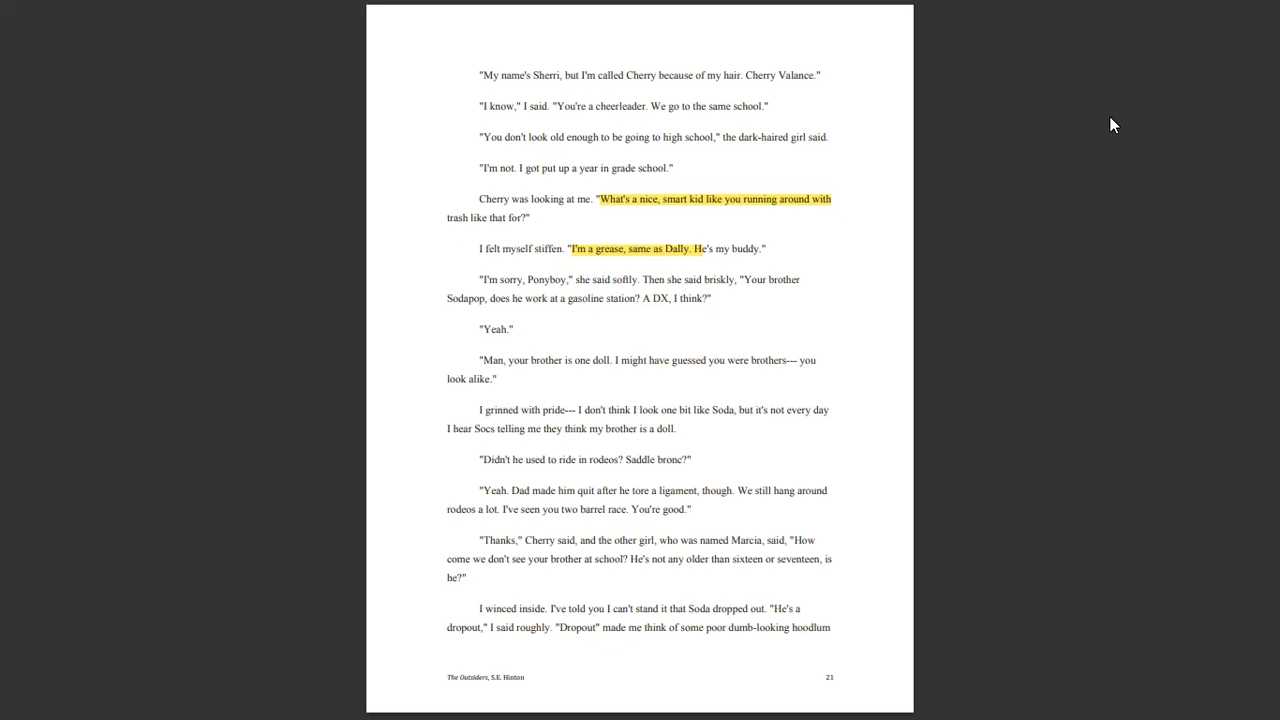 "My name's Sherri, but I'm called Cherry because of my hair. Cherry Valance."
"I know," I said. "You're a cheerleader. We go to the same school."
"You don't look old enough to be going to high school," the dark-haired girl said.
"I'm not. I got put up a year in grade school."
Cherry was looking at me. "What's a nice, smart kid like you running around with
trash like that for?"
I felt myself stiffen. "I'm a grease, same as Dally. He's my buddy."
"I'm sorry, Ponyboy," she said softly. Then she said briskly, "Your brother
Sodapop, does he work at a gasoline station? A DX, I think?"
"Yeah."
"Man, your brother is one doll. I might have guessed you were brothers--- you
look alike."
I grinned with pride--- I don't think I look one bit like Soda, but it's not every day
I hear Socs telling me they think my brother is a doll.
"Didn't he used to ride in rodeos? Saddle bronc?"
"Yeah. Dad made him quit after he tore a ligament, though. We still hang around
rodeos a lot. I've seen you two barrel race. You're good."
"Thanks," Cherry said, and the other girl, who was named Marcia, said, "How
come we don't see your brother at school? He's not any older than sixteen or seventeen, is
he?"
I winced inside. I've told you I can't stand it that Soda dropped out. "He's a
dropout," I said roughly. "Dropout" made me think of some poor dumb-looking hoodlum
The Outsiders, S.E. Hinton 21